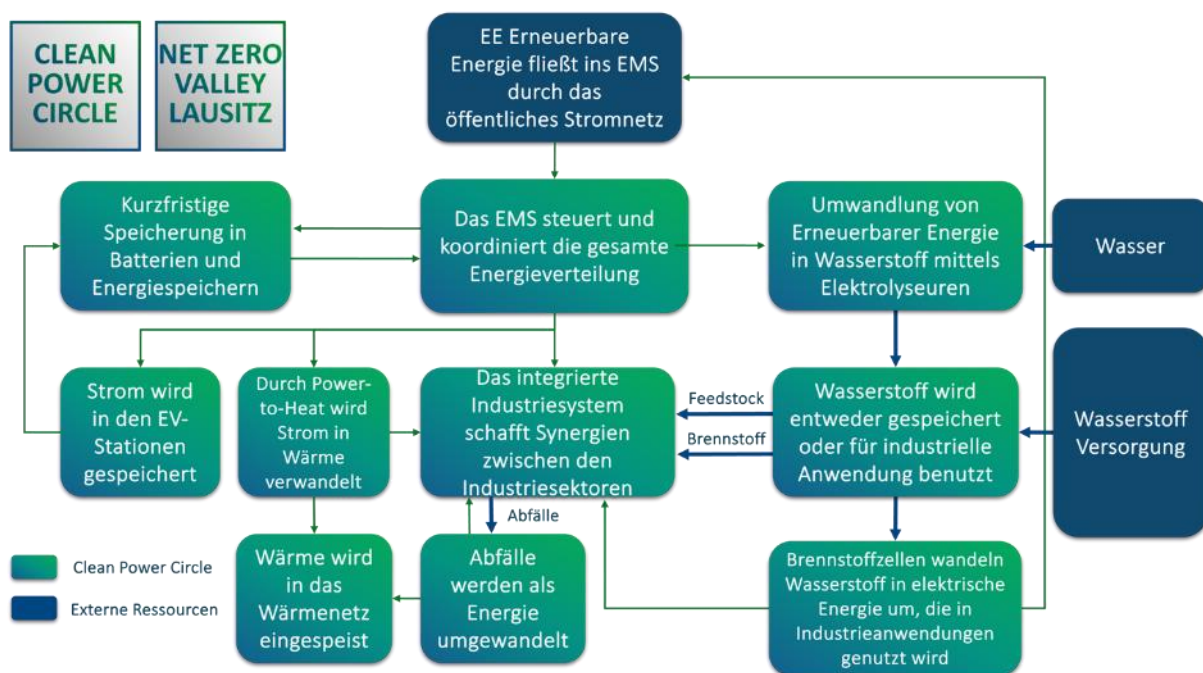 CLEAN
POWER
CIRCLE
NET ZERO
VALLEY
LAUSITZ
EE Erneuerbare
Energie fließt ins EMS
durch das
öffentliches Stromnetz
Kurzfristige
Speicherung in
Batterien und
Energiespeichern
Das EMS steuert und
koordiniert die gesamte
Energieverteilung
Umwandlung von
Erneuerbarer Energie
in Wasserstoff mittels
Elektrolyseuren
Wasser
Strom wird
in den EV-
Stationen
gespeichert
Durch Power-
to-Heat wird
Strom in
Wärme
verwandelt
Das integrierte
Industriesystem
schafft Synergien
zwischen den
Industriesektoren
Feedstock
Brennstoff
Wasserstoff wird
entweder gespeichert
oder für industrielle
Anwendung benutzt
Wasserstoff
Versorgung
Abfälle
Wärme wird
in das
Wärmenetz
eingespeist
Abfälle
werden als
Energie
umgewandelt
Brennstoffzellen wandeln
Wasserstoff in elektrische
Energie um, die in
Industrieanwendungen
genutzt wird
Clean Power Circle
Externe Ressourcen